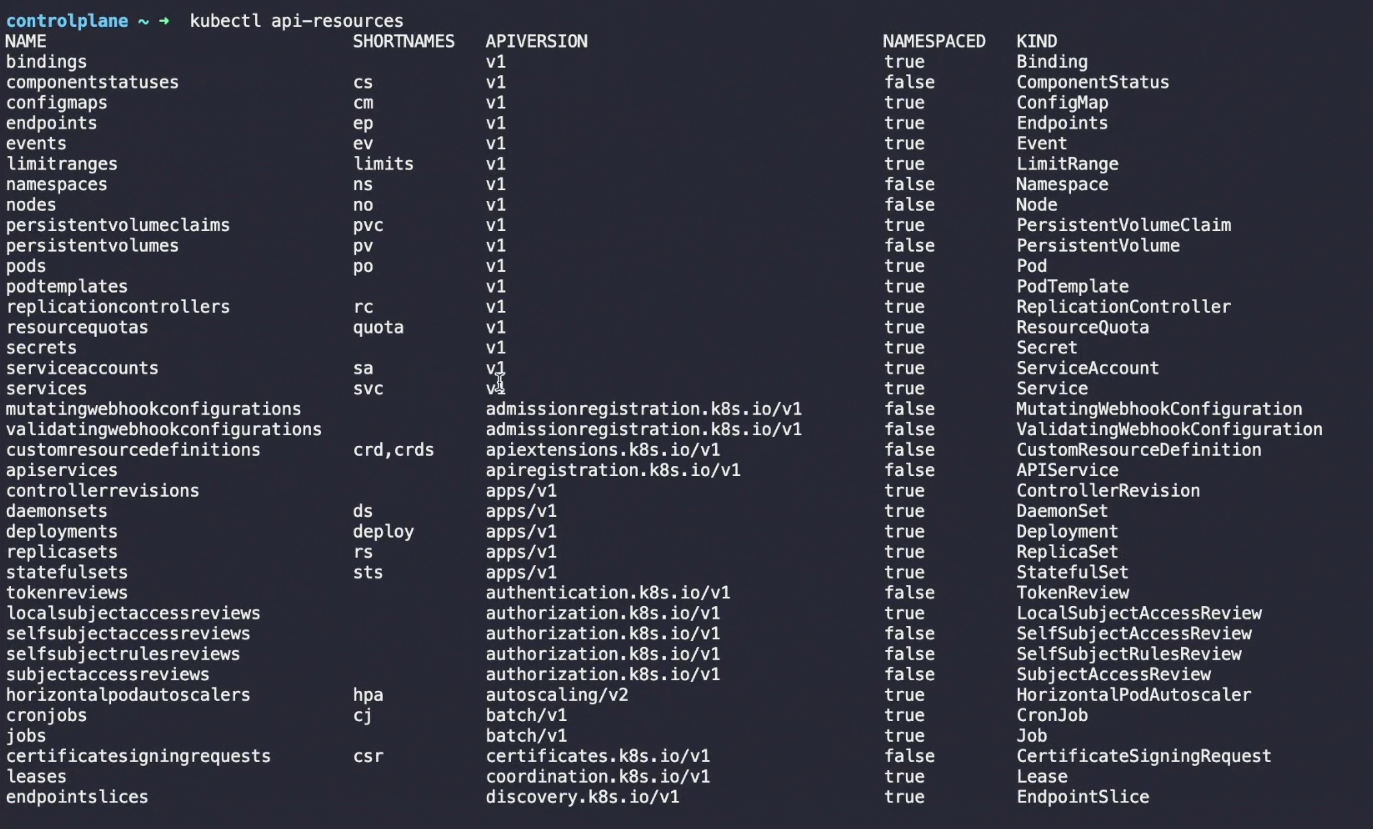 controlplane ~ ➜ kubectl api-resources
NAME SHORTNAMES APIVERSION NAMESPACED KIND
bindings v1 true Binding
componentstatuses cs v1 false ComponentStatus
configmaps cm v1 true ConfigMap
endpoints ep v1 true Endpoints
events ev v1 true Event
limitranges limits v1 true LimitRange
namespaces ns v1 false Namespace
nodes no v1 false Node
persistentvolumeclaims pvc v1 true PersistentVolumeClaim
persistentvolumes pv v1 false PersistentVolume
pods po v1 true Pod
podtemplates v1 true PodTemplate
replicationcontrollers rc v1 true ReplicationController
resourcequotas quota v1 true ResourceQuota
secrets v1 true Secret
serviceaccounts sa v1 true ServiceAccount
services svc v1 true Service
mutatingwebhookconfigurations admissionregistration.k8s.io/v1 false MutatingWebhookConfiguration
validatingwebhookconfigurations admissionregistration.k8s.io/v1 false ValidatingWebhookConfiguration
customresourcedefinitions crd,crds apiextensions.k8s.io/v1 false CustomResourceDefinition
apiservices apiregistration.k8s.io/v1 false APIService
controllerrevisions apps/v1 true ControllerRevision
daemonsets ds apps/v1 true DaemonSet
deployments deploy apps/v1 true Deployment
replicasets rs apps/v1 true ReplicaSet
statefulsets sts apps/v1 true StatefulSet
tokenreviews authentication.k8s.io/v1 false TokenReview
localsubjectaccessreviews authorization.k8s.io/v1 true LocalSubjectAccessReview
selfsubjectaccessreviews authorization.k8s.io/v1 false SelfSubjectAccessReview
selfsubjectrulesreviews authorization.k8s.io/v1 false SelfSubjectRulesReview
subjectaccessreviews authorization.k8s.io/v1 false SubjectAccessReview
horizontalpodautoscalers hpa autoscaling/v2 true HorizontalPodAutoscaler
cronjobs cj batch/v1 true CronJob
jobs batch/v1 true Job
certificatesigningrequests csr certificates.k8s.io/v1 false CertificateSigningRequest
leases coordination.k8s.io/v1 true Lease
endpointslices discovery.k8s.io/v1 true EndpointSlice